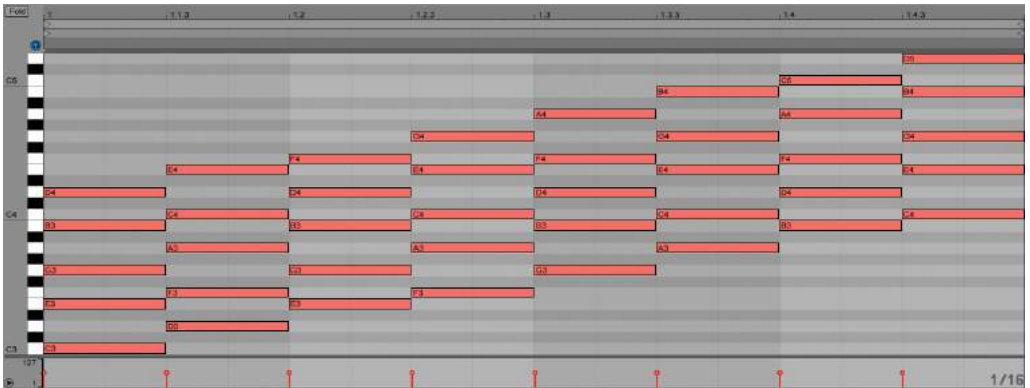 Fold 1 1.1.3 1.2 1.2.3 1.3 1.3.3 1.4 1.4.3
D5
C5 C5
B4 B4
A4 A4
G4 G4 G4
F4 F4 F4
E4 E4 E4 E4
D4 D4 D4 D4
C4 C4 C4 C4 C4
B3 B3 B3 B3
A3 A3 A3
G3 G3 G3
F3 F3
E3 E3
D3
C3 C3
127
1 1/16